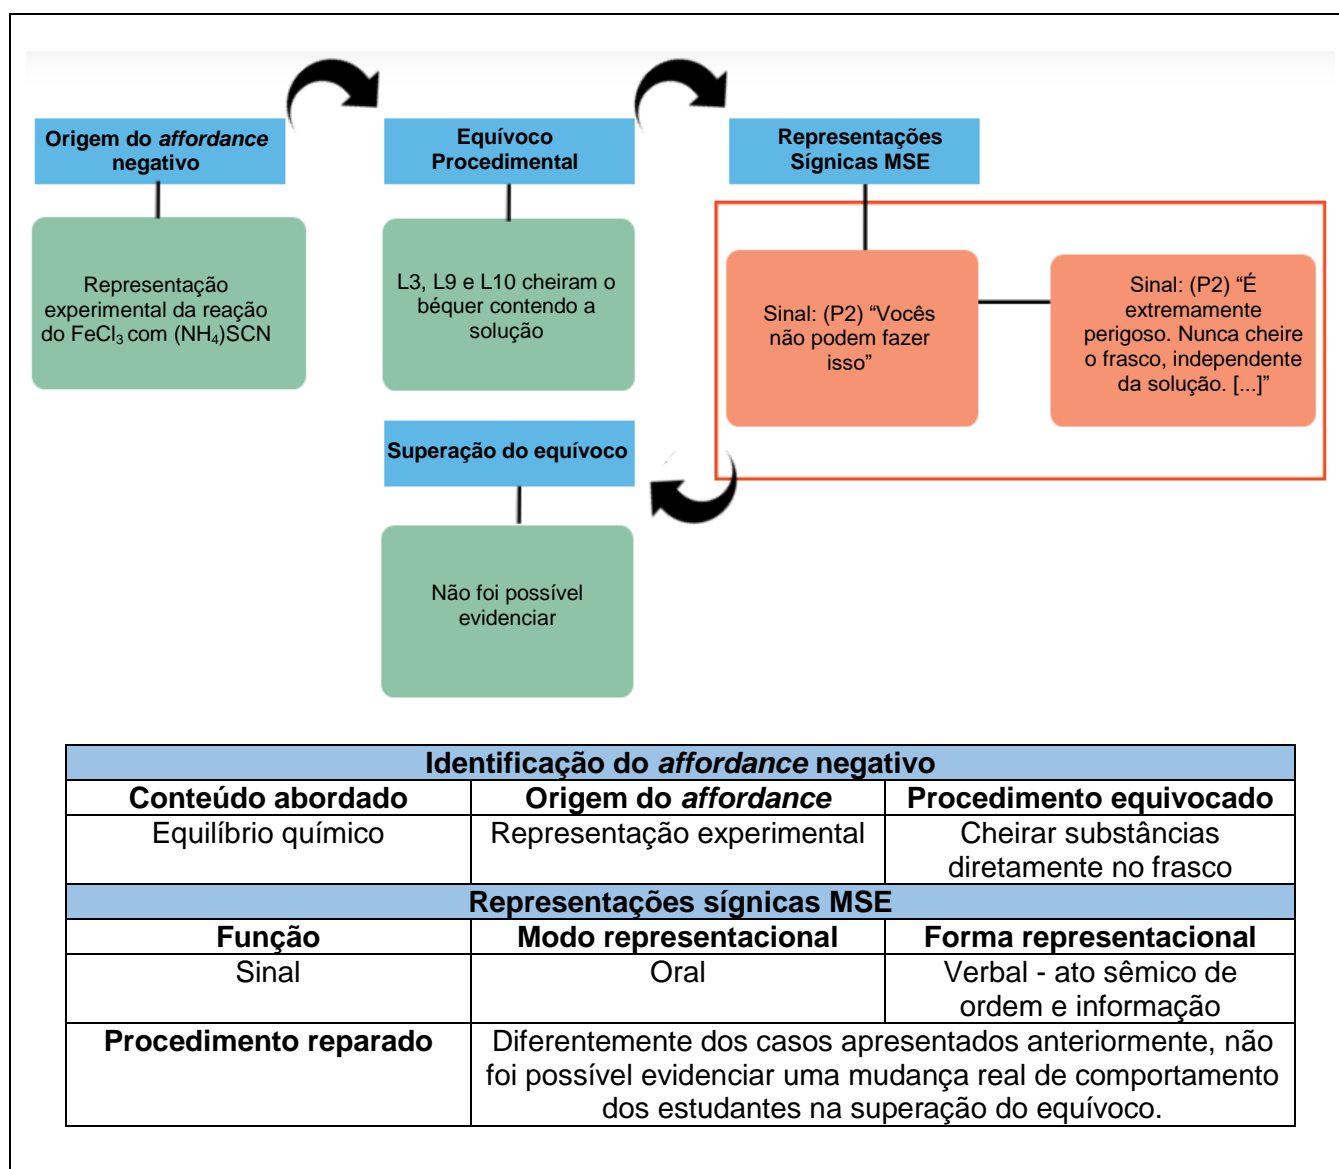 Origem do affordance
negativo
Equívoco
Procedimental
Representações
Sígnicas MSE
Representação
experimental da reação
do FeCl₃ com (NH₄)SCN
L3, L9 e L10 cheiram o
béquer contendo a
solução
Sinal: (P2) “Vocês
não podem fazer
isso”
Sinal: (P2) “É
extremamente
perigoso. Nunca cheire
o frasco, independente
da solução. [...]”
Superação do equívoco
Não foi possível
evidenciar
Identificação do affordance negativo
Conteúdo abordado
Origem do affordance
Procedimento equivocado
Equilíbrio químico
Representação experimental
Cheirar substâncias
diretamente no frasco
Representações sígnicas MSE
Função
Modo representacional
Forma representacional
Sinal
Oral
Verbal - ato sêmico de
ordem e informação
Procedimento reparado
Diferentemente dos casos apresentados anteriormente, não
foi possível evidenciar uma mudança real de comportamento
dos estudantes na superação do equívoco.